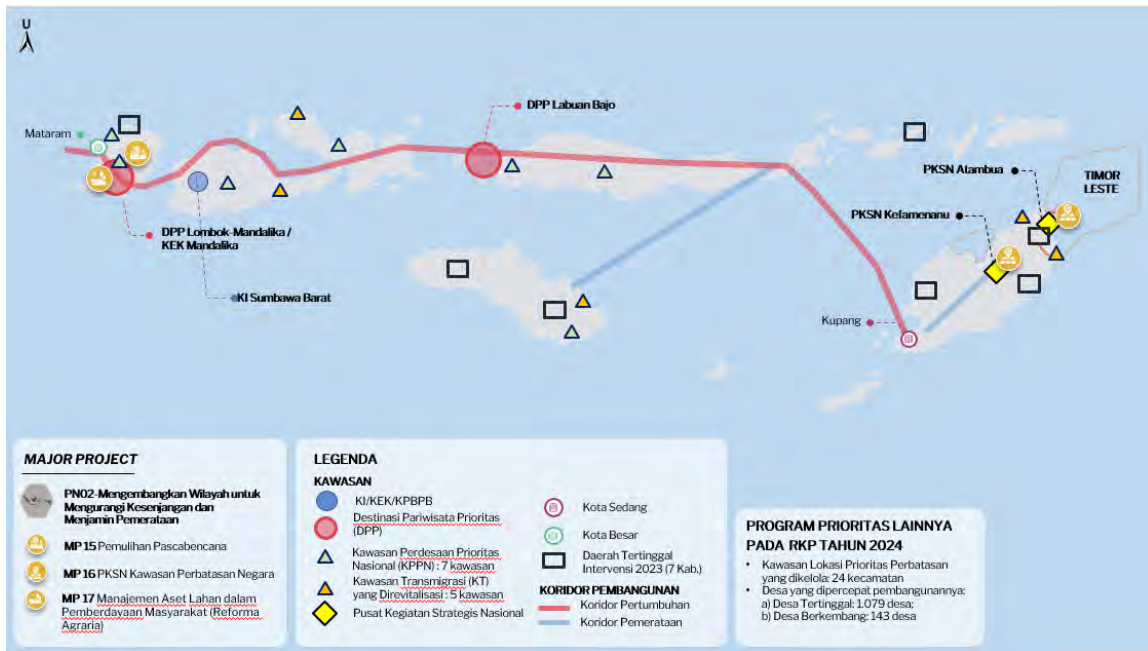 U
Mataram
DPP Labuan Bajo
PKSN Atambua
TIMOR
LESTE
PKSN Kefamenanu
DPP Lombok-Mandalika /
KEK Mandalika
KI Sumbawa Barat
Kupang
MAJOR PROJECT
PN02-Mengembangkan Wilayah untuk
Mengurangi Kesenjangan dan
Menjamin Pemerataan
MP 15 Pemulihan Pascabencana
MP 16 PKSN Kawasan Perbatasan Negara
MP 17 Manajemen Aset Lahan dalam
Pemberdayaan Masyarakat (Reforma
Agraria)
LEGENDA
KAWASAN
KI/KEK/KPBPB
Destinasi Pariwisata Prioritas
(DPP)
Kawasan Perdesaan Prioritas
Nasional (KPPN) : 7 kawasan
Kawasan Transmigrasi (KT)
yang Direvitalisasi : 5 kawasan
Pusat Kegiatan Strategis Nasional
Kota Sedang
Kota Besar
Daerah Tertinggal
Intervensi 2023 (7 Kab.)
KORIDOR PEMBANGUNAN
Koridor Pertumbuhan
Koridor Pemerataan
PROGRAM PRIORITAS LAINNYA
PADA RKP TAHUN 2024
• Kawasan Lokasi Prioritas Perbatasan
yang dikelola: 24 kecamatan
• Desa yang dipercepat pembangunannya:
a) Desa Tertinggal: 1.079 desa;
b) Desa Berkembang: 143 desa